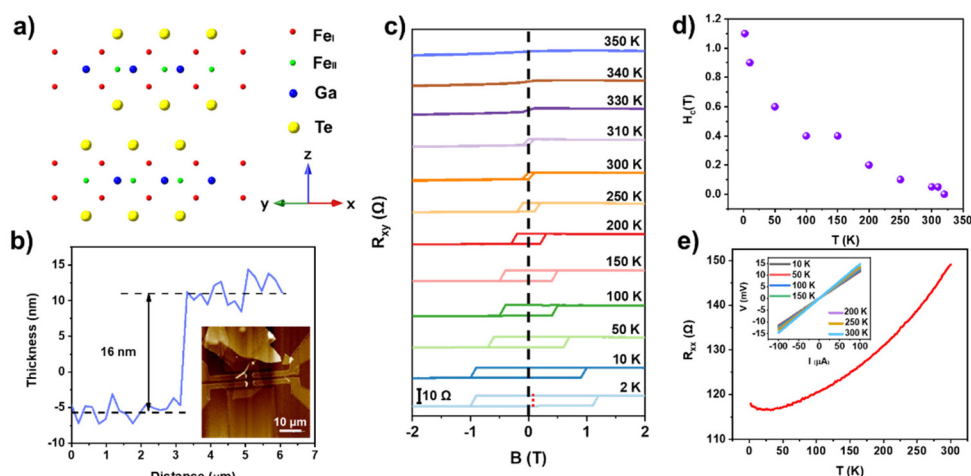 a)
Fe_I
Fe_II
Ga
Te
z
y
x
b)
Thickness (nm)
15
10
5
0
-5
-10
16 nm
10 µm
0 1 2 3 4 5 6 7
Distance (µm)
c)
R_xy (Ω)
350 K
340 K
330 K
310 K
300 K
250 K
200 K
150 K
100 K
50 K
10 K
2 K
10 Ω
-2 -1 0 1 2
B (T)
d)
H_C(T)
1.2
1.0
0.8
0.6
0.4
0.2
0.0
0 50 100 150 200 250 300 350
T (K)
e)
R_xx (Ω)
150
140
130
120
110
V (mV)
15
10
5
0
-5
-10
-15
10 K
50 K
100 K
150 K
200 K
250 K
300 K
-100 -50 0 50 100
I (µA)
0 50 100 150 200 250 300
T (K)